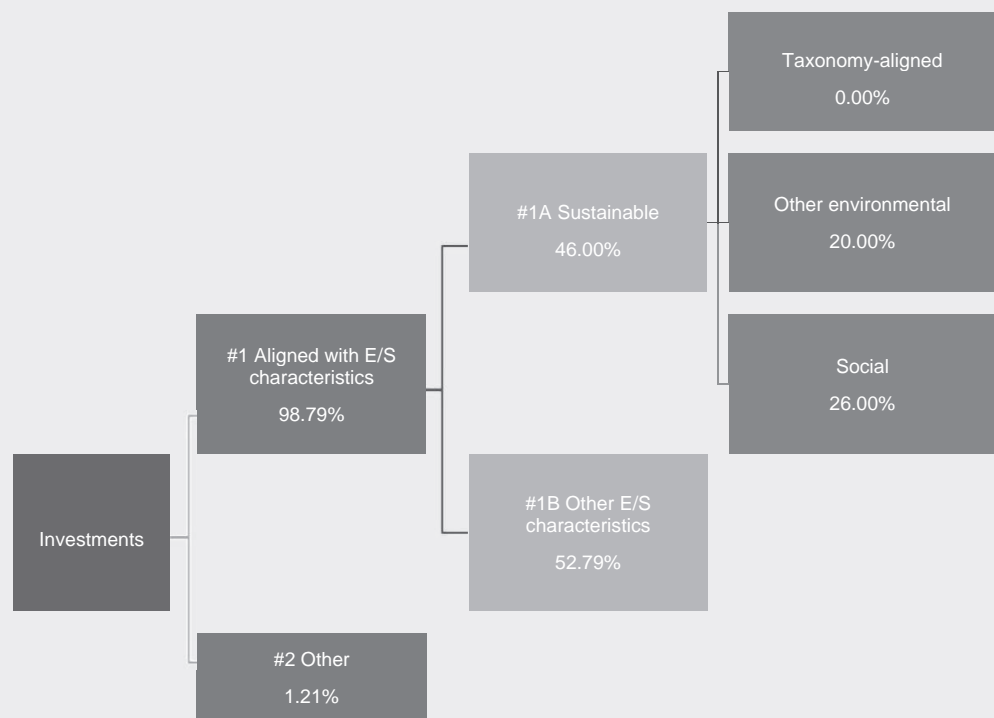 Taxonomy-aligned
0.00%
#1A Sustainable
46.00%
Other environmental
20.00%
#1 Aligned with E/S
characteristics
98.79%
Social
26.00%
Investments
#1B Other E/S
characteristics
52.79%
#2 Other
1.21%